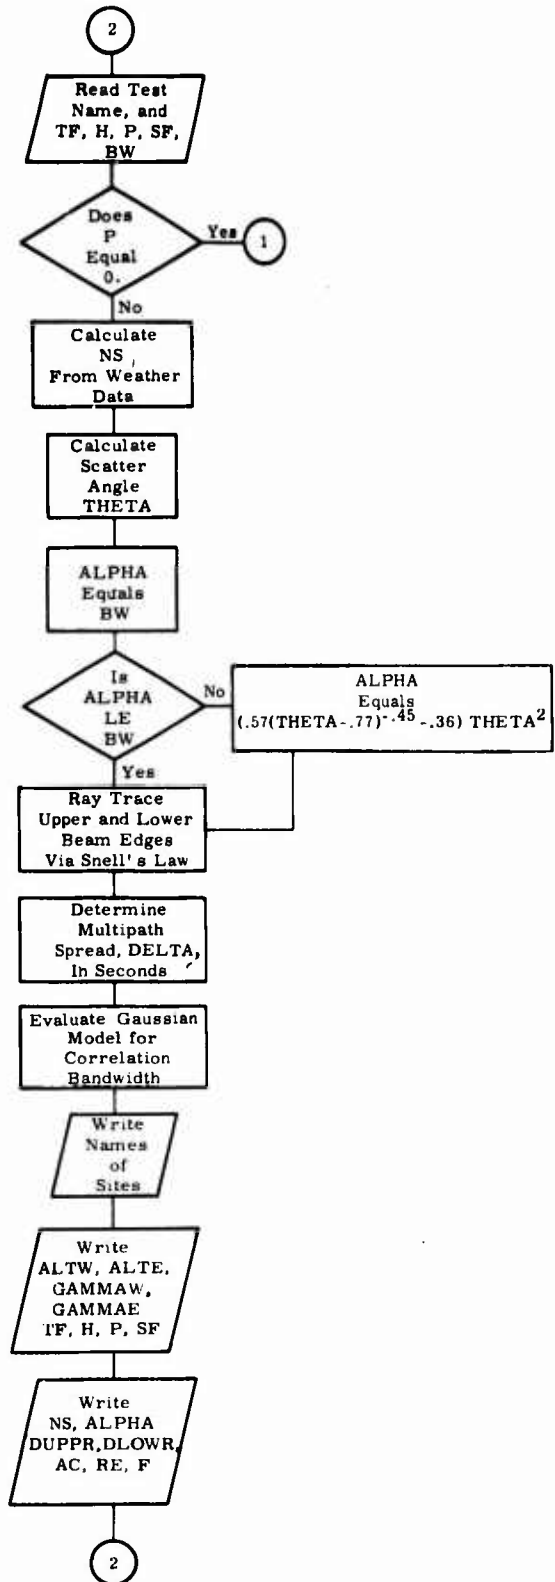 2
Read Test
Name, and
TF, H, P, SF,
BW
Does
P
Equal
0.
Yes
1
No
Calculate
NS
From Weather
Data
Calculate
Scatter
Angle
THETA
ALPHA
Equals
BW
Is
ALPHA
LE
BW
No
ALPHA
Equals
(.57(THETA-.77)^-.45 -.36) THETA²
Yes
Ray Trace
Upper and Lower
Beam Edges
Via Snell's Law
Determine
Multipath
Spread, DELTA,
In Seconds
Evaluate Gaussian
Model for
Correlation
Bandwidth
Write
Names
of
Sites
Write
ALTW, ALTE,
GAMMAW,
GAMMAE
TF, H, P, SF
Write
NS, ALPHA
DUPPR, DLOWR,
AC, RE, F
2